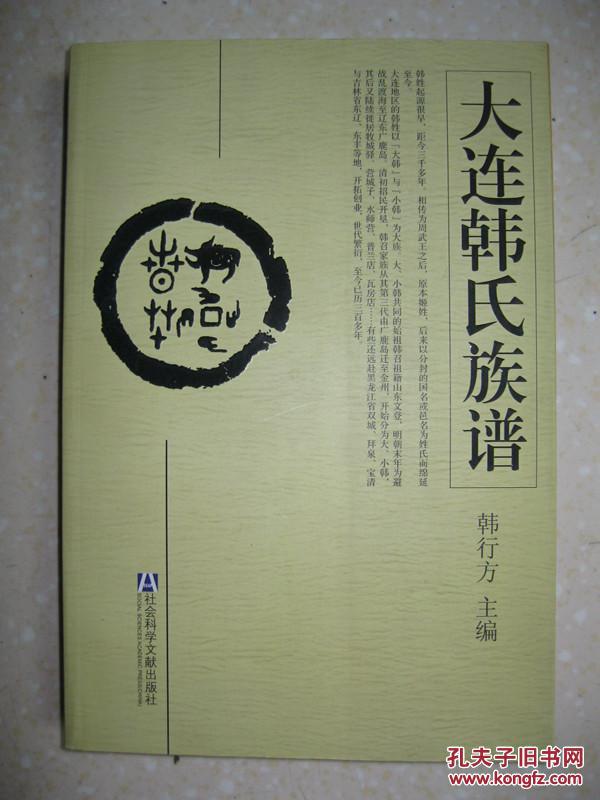 大连韩氏族谱
韩行方 主编
韩姓起源很早，距今三千多年，相传为周武王之后，原本姬姓，后来以分封的国名或邑名为姓氏而绵延
至今。
大连地区的韩姓以「大韩」与「小韩」为大族。大、小韩共同的始祖韩召祖籍山东文登，明朝末年为避
战乱渡海至辽东广鹿岛。清初招民开垦，韩召家族从其第三代由广鹿岛迁至金州，开始分为大、小韩，
其后又陆续徙居牧城驿、营城子、水师营、普兰店、瓦房店……有些还远赴黑龙江省双城、拜泉、宝清
与吉林省东辽、东丰等地，开拓创业，世代繁衍，至今已历三百多年。
社会科学文献出版社
SOCIAL SCIENCES ACADEMIC PRESS(CHINA)
孔夫子旧书网
www.kongfz.com